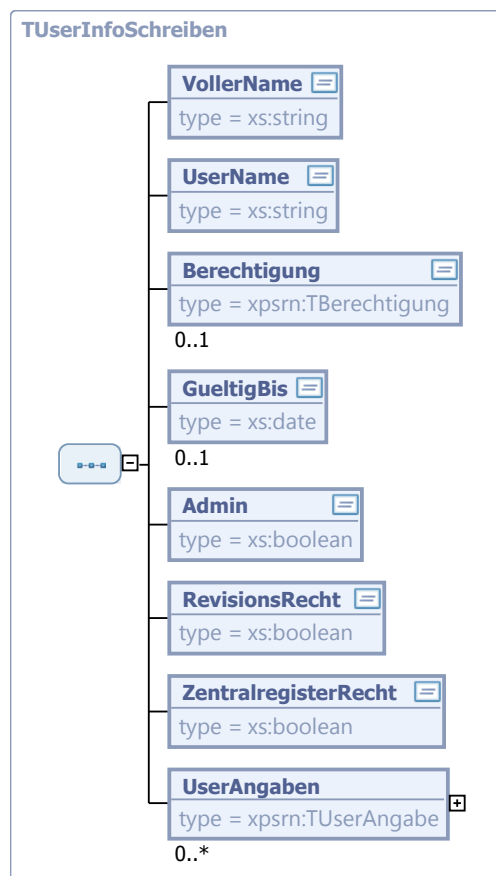 TUserInfoSchreiben
VollerName
type = xs:string
UserName
type = xs:string
Berechtigung
type = xpsrn:TBerechtigung
0..1
GueltigBis
type = xs:date
0..1
Admin
type = xs:boolean
RevisionsRecht
type = xs:boolean
ZentralregisterRecht
type = xs:boolean
UserAngaben
type = xpsrn:TUserAngabe
0..*